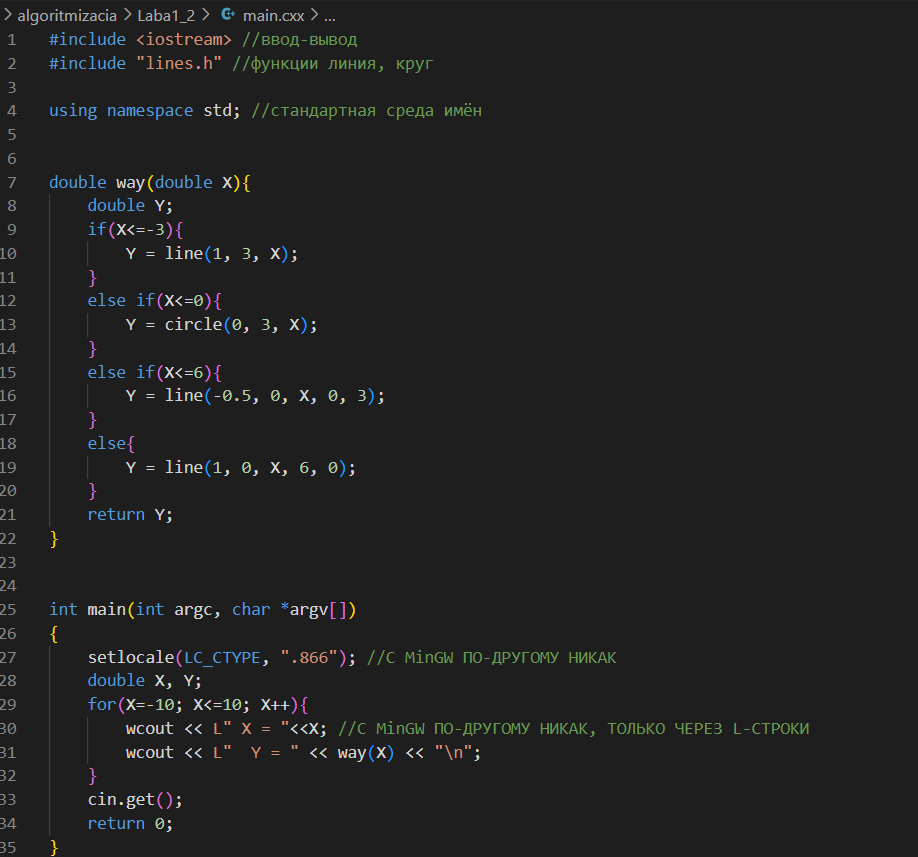 algoritmizacia > Laba1_2 > main.cxx > ...
1 #include <iostream> //ввод-вывод
2 #include "lines.h" //функции линия, круг
3
4 using namespace std; //стандартная среда имён
5
6
7 double way(double X){
8     double Y;
9     if(X<=-3){
10         Y = line(1, 3, X);
11     }
12     else if(X<=0){
13         Y = circle(0, 3, X);
14     }
15     else if(X<=6){
16         Y = line(-0.5, 0, X, 0, 3);
17     }
18     else{
19         Y = line(1, 0, X, 6, 0);
20     }
21     return Y;
22 }
23
24
25 int main(int argc, char *argv[])
26 {
27     setlocale(LC_CTYPE, ".866"); //С MinGW ПО-ДРУГОМУ НИКАК
28     double X, Y;
29     for(X=-10; X<=10; X++){
30         wcout << L" X = "<<X; //С MinGW ПО-ДРУГОМУ НИКАК, ТОЛЬКО ЧЕРЕЗ L-СТРОКИ
31         wcout << L"  Y = " << way(X) << "\n";
32     }
33     cin.get();
34     return 0;
35 }